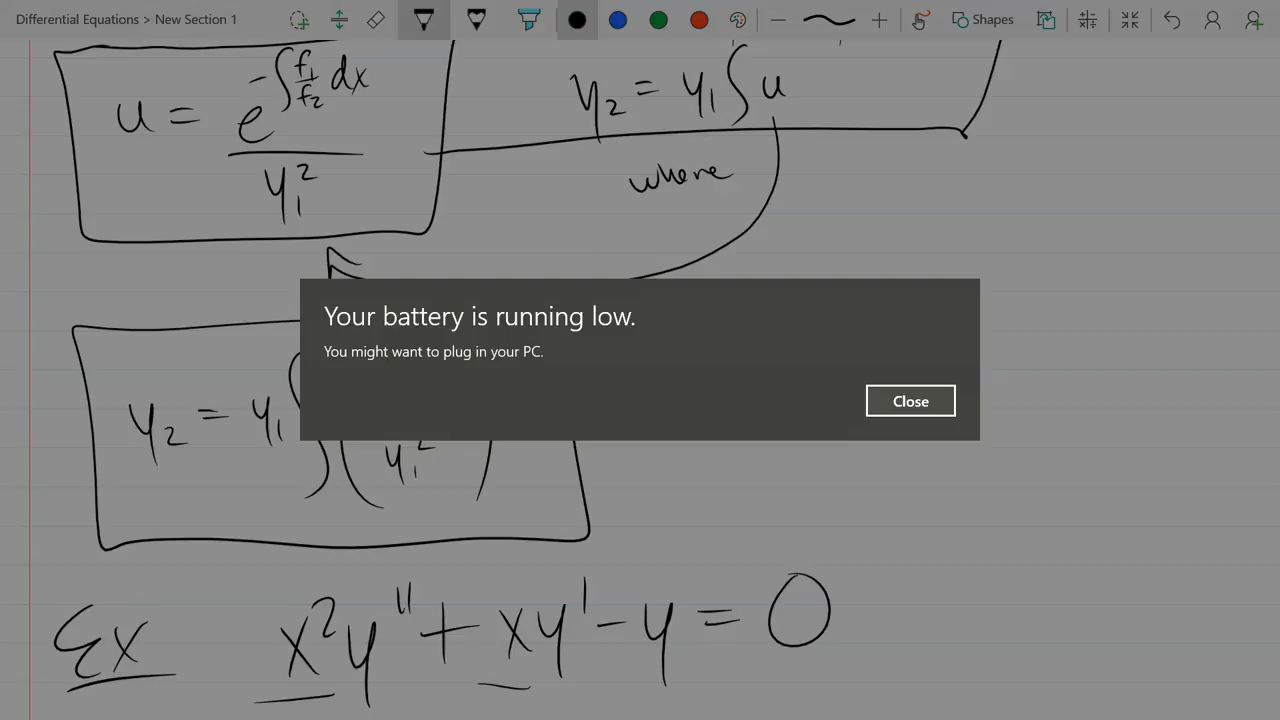 Differential Equations > New Section 1
Shapes
u = e^{-∫ f₁/f₂ dx} / y₁²
y₂ = y₁ ∫ u
where
Your battery is running low.
You might want to plug in your PC.
Close
y₂ = y₁ ∫ ( y₁² )
Ex x²y'' + xy' - y = 0